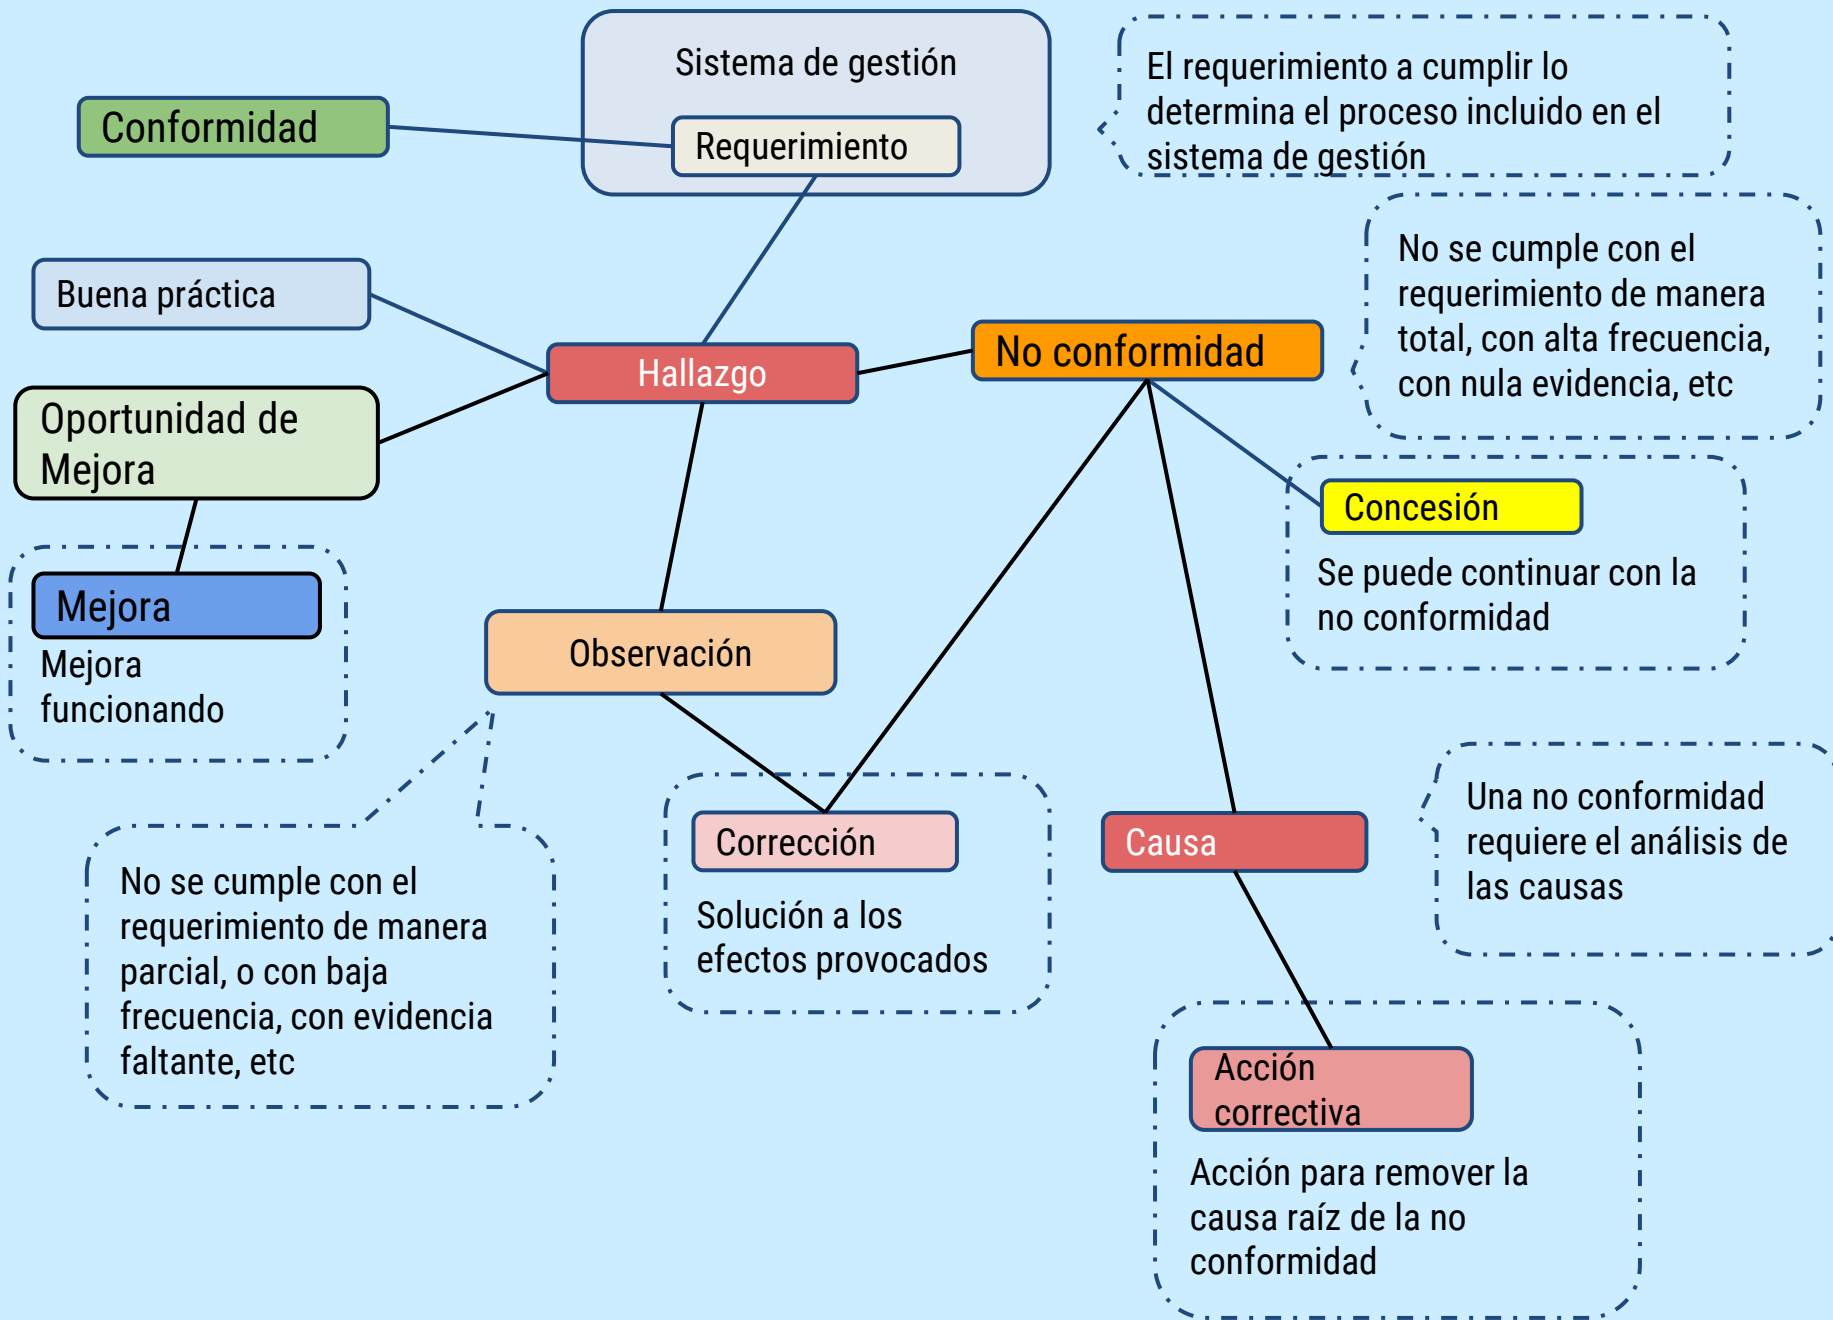 Sistema de gestión
El requerimiento a cumplir lo
determina el proceso incluido en el
sistema de gestión
Conformidad
Requerimiento
No se cumple con el
requerimiento de manera
total, con alta frecuencia,
con nula evidencia, etc
Buena práctica
Hallazgo
No conformidad
Oportunidad de
Mejora
Concesión
Se puede continuar con la
no conformidad
Mejora
Mejora
funcionando
Observación
Una no conformidad
requiere el análisis de
las causas
Corrección
Causa
No se cumple con el
requerimiento de manera
parcial, o con baja
frecuencia, con evidencia
faltante, etc
Solución a los
efectos provocados
Acción
correctiva
Acción para remover la
causa raíz de la no
conformidad